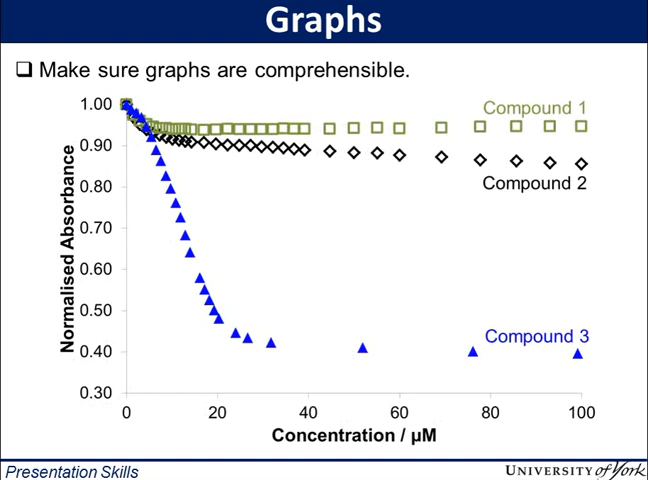 Graphs
❑ Make sure graphs are comprehensible.
1.00
0.90
0.80
0.70
0.60
0.50
0.40
0.30
Normalised Absorbance
Compound 1
Compound 2
Compound 3
0 20 40 60 80 100
Concentration / µM
Presentation Skills
UNIVERSITY of York